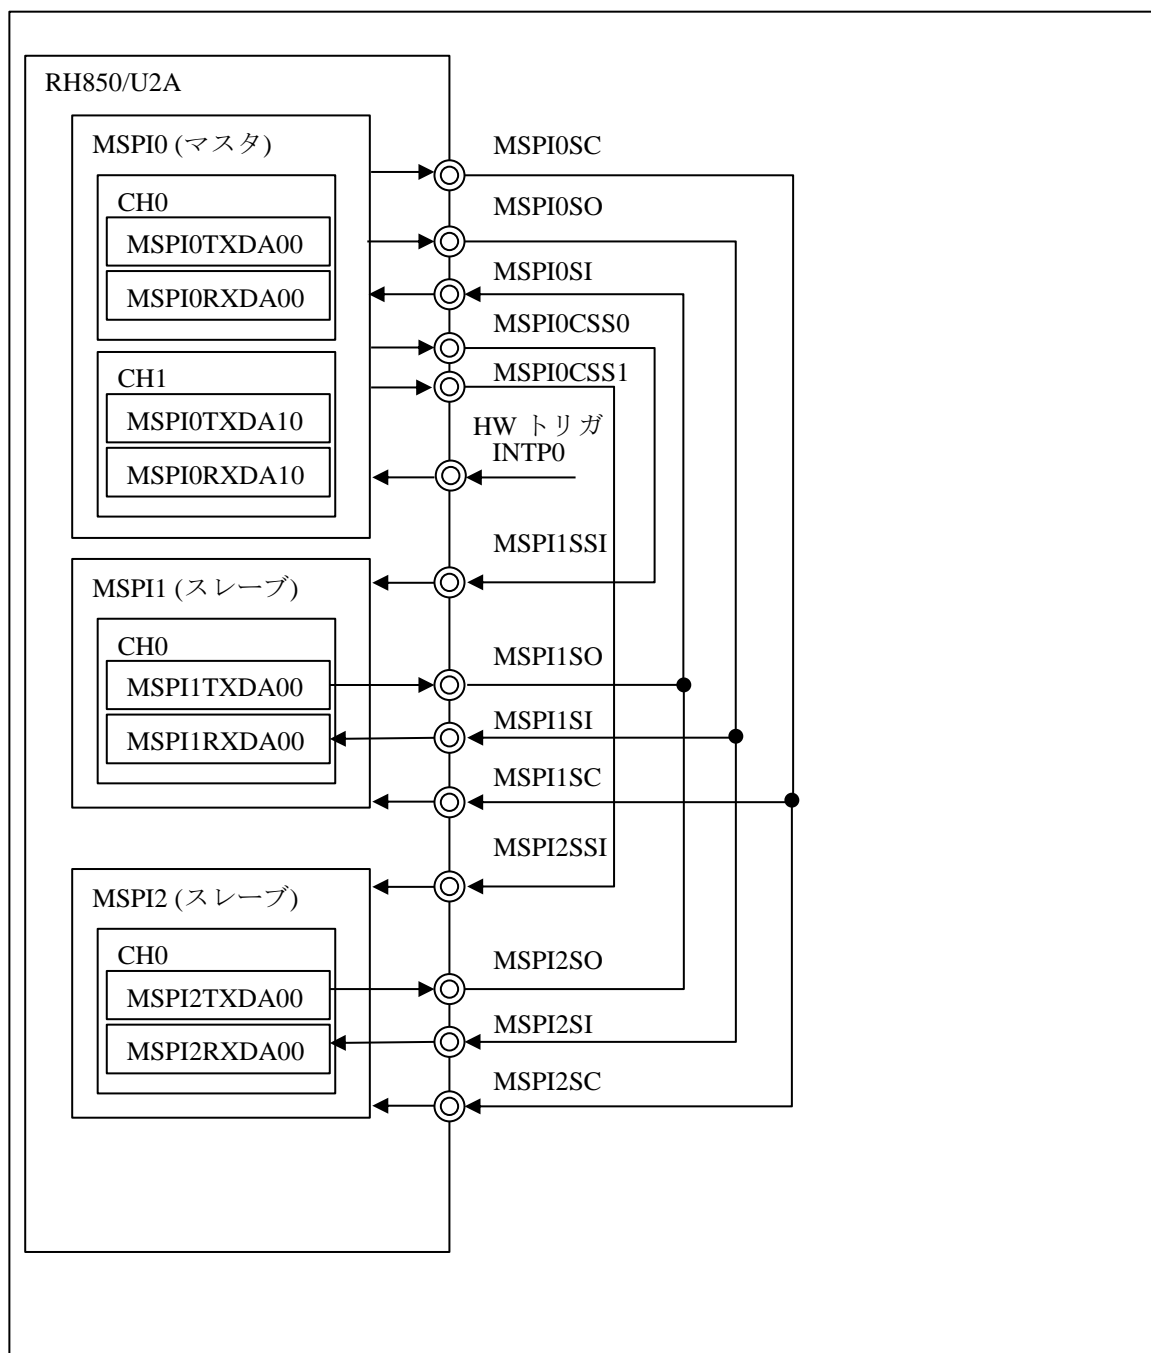 RH850/U2A
MSPI0 (マスタ)
CH0
MSPI0TXDA00
MSPI0RXDA00
CH1
MSPI0TXDA10
MSPI0RXDA10
MSPI0SC
MSPI0SO
MSPI0SI
MSPI0CSS0
MSPI0CSS1
HW トリガ
INTP0
MSPI1 (スレーブ)
CH0
MSPI1TXDA00
MSPI1RXDA00
MSPI1SSI
MSPI1SO
MSPI1SI
MSPI1SC
MSPI2 (スレーブ)
CH0
MSPI2TXDA00
MSPI2RXDA00
MSPI2SSI
MSPI2SO
MSPI2SI
MSPI2SC